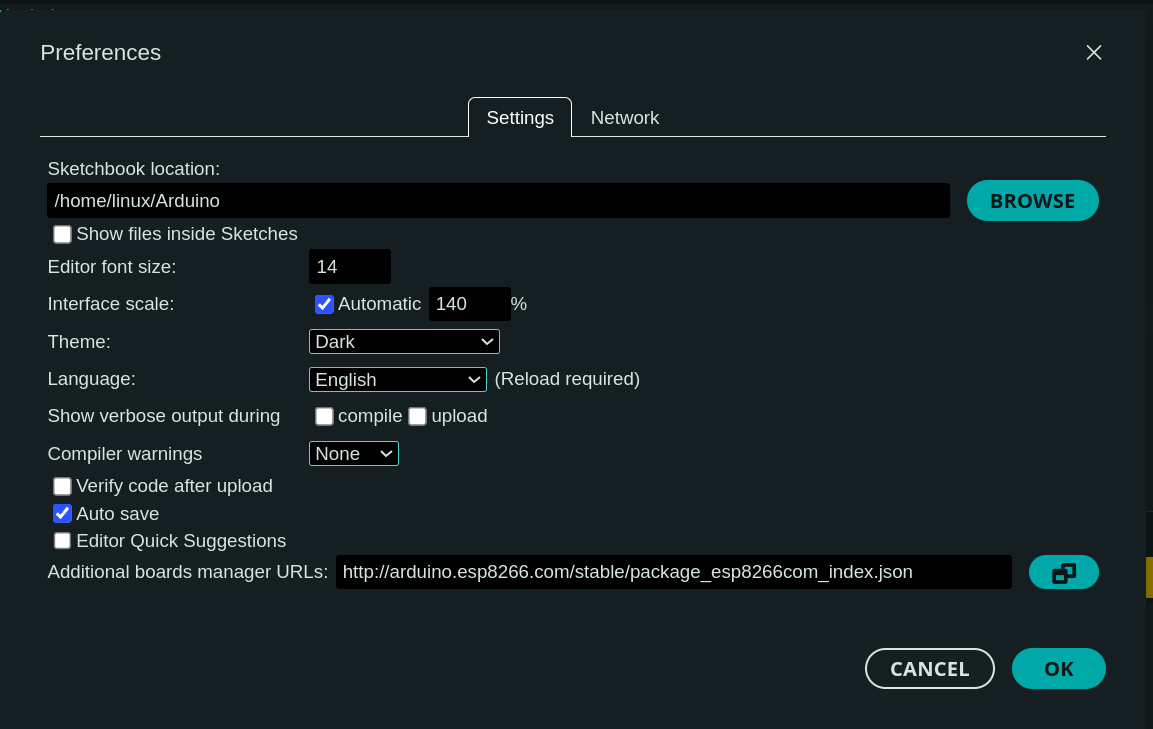 Preferences
Settings Network
Sketchbook location:
/home/linux/Arduino BROWSE
Show files inside Sketches
Editor font size: 14
Interface scale: Automatic 140 %
Theme: Dark
Language: English (Reload required)
Show verbose output during compile upload
Compiler warnings None
Verify code after upload
Auto save
Editor Quick Suggestions
Additional boards manager URLs: http://arduino.esp8266.com/stable/package_esp8266com_index.json
CANCEL OK